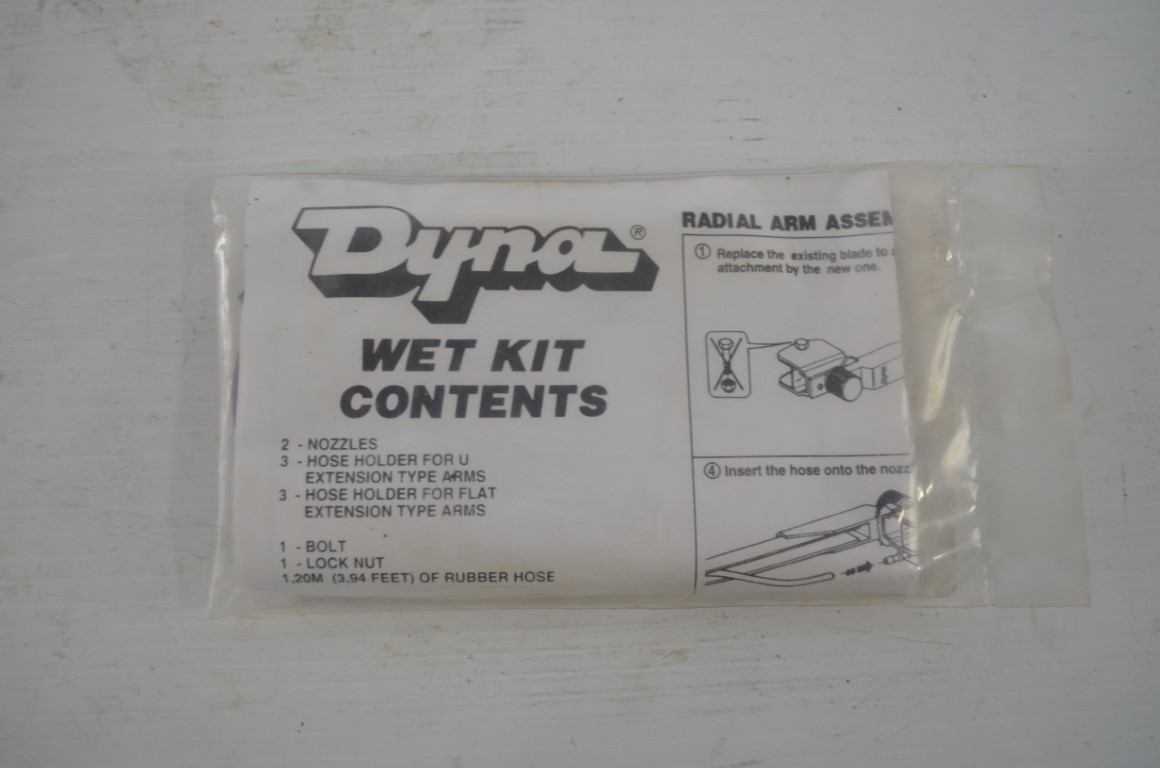 Dyna®
WET KIT
CONTENTS
2 - NOZZLES
3 - HOSE HOLDER FOR U
EXTENSION TYPE ARMS
3 - HOSE HOLDER FOR FLAT
EXTENSION TYPE ARMS
1 - BOLT
1 - LOCK NUT
1,20M (3,94 FEET) OF RUBBER HOSE
RADIAL ARM ASSEM
① Replace the existing blade to
attachment by the new one.
Dyna
④ Insert the hose onto the nozz